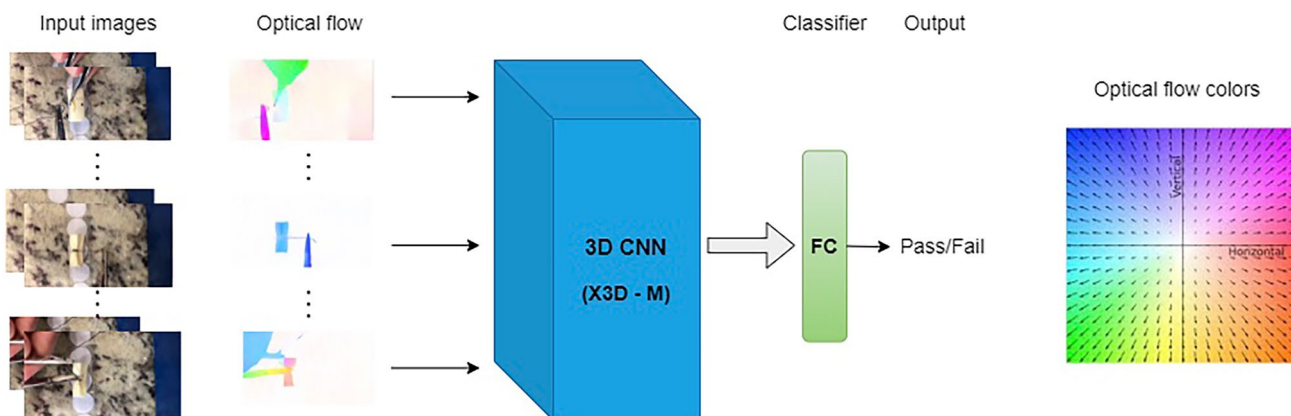 Input images
Optical flow
Classifier
Output
Optical flow colors
3D CNN
(X3D - M)
FC
Pass/Fail
Vertical
Horizontal